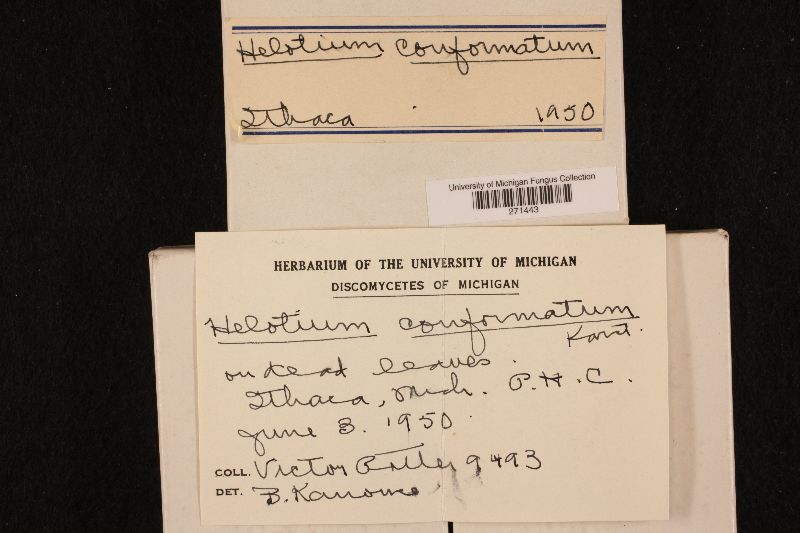 Helotium conformatum
Ithaca 1950
University of Michigan Fungus Collection
271443
HERBARIUM OF THE UNIVERSITY OF MICHIGAN
DISCOMYCETES OF MICHIGAN
Helotium conformatum
Karst.
on dead leaves.
Ithaca, Mich. P.H.C.
June 3. 1950.
COLL. Victor Potter 9493
DET. B. Kanouse